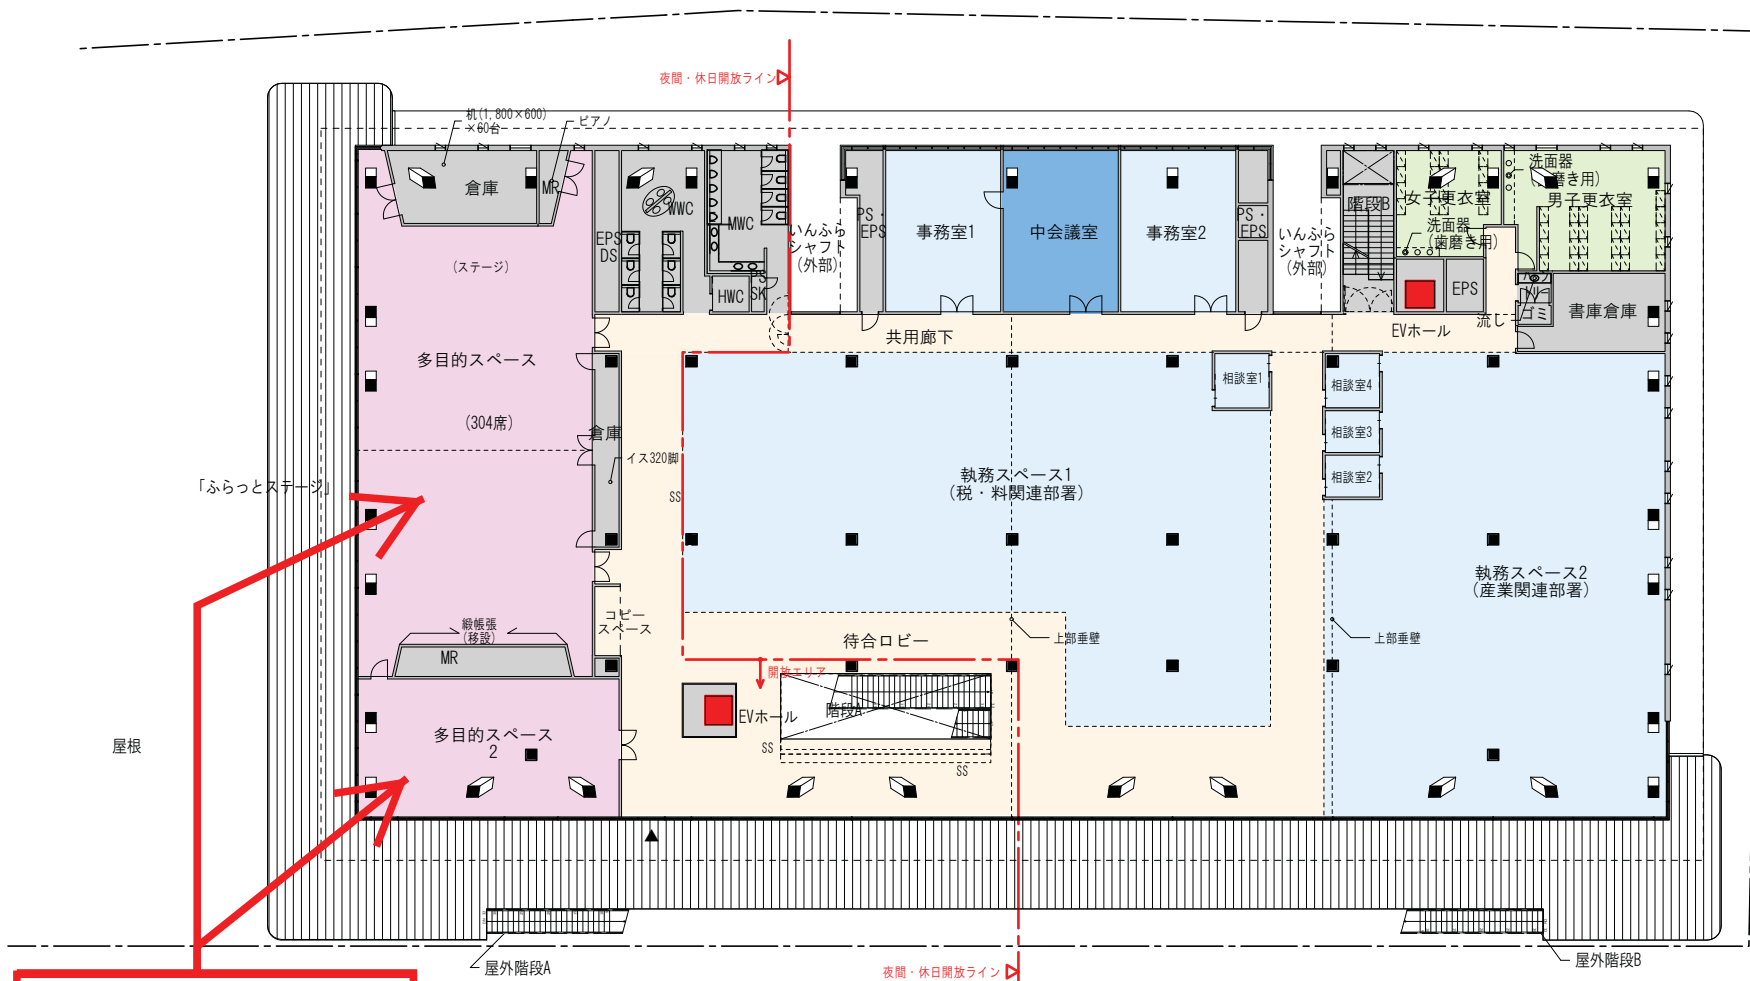 夜間・休日開放ライン
机(1,800×600)
×60台
ピアノ
倉庫
MR
WWC
MWC
EPS
DS
HWC
PS
SK
いんふら
シャフト
(外部)
PS・
EPS
事務室1
中会議室
事務室2
PS・
EPS
いんふら
シャフト
(外部)
階段B
女子更衣室
洗面器
(歯磨き用)
洗面器
(歯磨き用)
男子更衣室
EPS
EVホール
流し
ゴミ
書庫倉庫
(ステージ)
多目的スペース
(304席)
共用廊下
倉庫
イス320脚
SS
相談室1
相談室4
相談室3
相談室2
執務スペース1
(税・料関連部署)
執務スペース2
(産業関連部署)
「ふらっとステージ」
コピー
スペース
緞帳張
(移設)
MR
待合ロビー
上部垂壁
上部垂壁
開放エリア
EVホール
階段A
SS
SS
多目的スペース
2
屋根
屋外階段A
夜間・休日開放ライン
屋外階段B